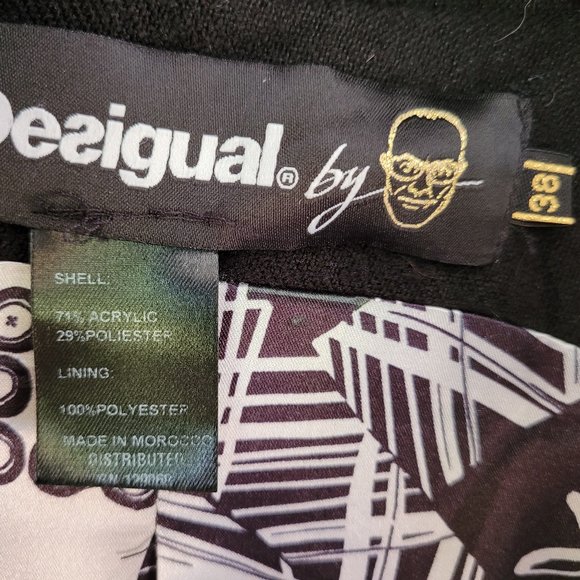 Desigual® by
38
SHELL:
71% ACRYLIC
29%POLIESTER
LINING:
100%POLYESTER
MADE IN MOROCCO
DISTRIBUTED